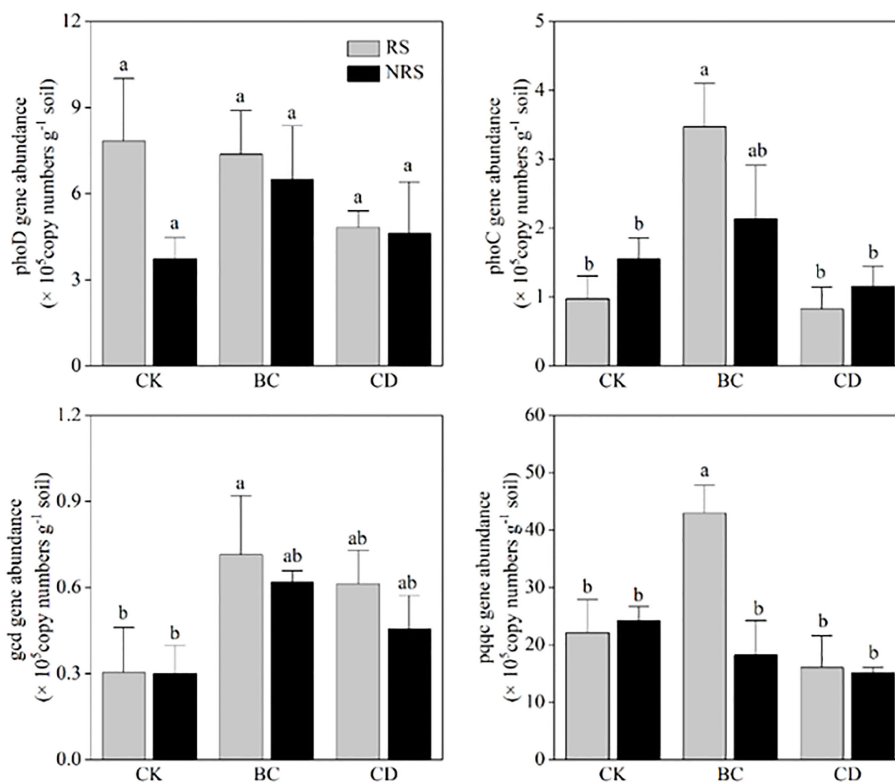 phoD gene abundance
(× 10⁵copy numbers g⁻¹ soil)
12
9
6
3
0
a
a
a
a
a
a
RS
NRS
CK
BC
CD
phoC gene abundance
(× 10⁵copy numbers g⁻¹ soil)
5
4
3
2
1
0
b
b
a
ab
b
b
CK
BC
CD
gcd gene abundance
(× 10⁵copy numbers g⁻¹ soil)
1.2
0.9
0.6
0.3
0.0
b
b
a
ab
ab
ab
CK
BC
CD
pqqc gene abundance
(× 10⁵copy numbers g⁻¹ soil)
60
50
40
30
20
10
0
b
b
a
b
b
b
CK
BC
CD